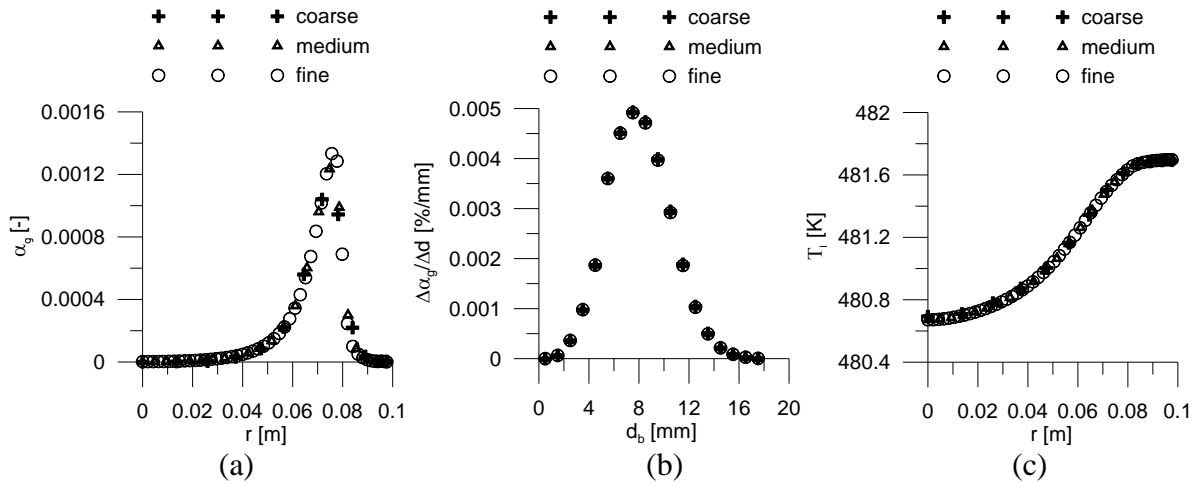 coarse
medium
fine
0.0016
0.0012
0.0008
0.0004
0
α_g [-]
0 0.02 0.04 0.06 0.08 0.1
r [m]
(a)
coarse
medium
fine
0.005
0.004
0.003
0.002
0.001
0
Δα_g/Δd [%/mm]
0 4 8 12 16 20
d_b [mm]
(b)
coarse
medium
fine
482
481.6
481.2
480.8
480.4
T_l [K]
0 0.02 0.04 0.06 0.08 0.1
r [m]
(c)